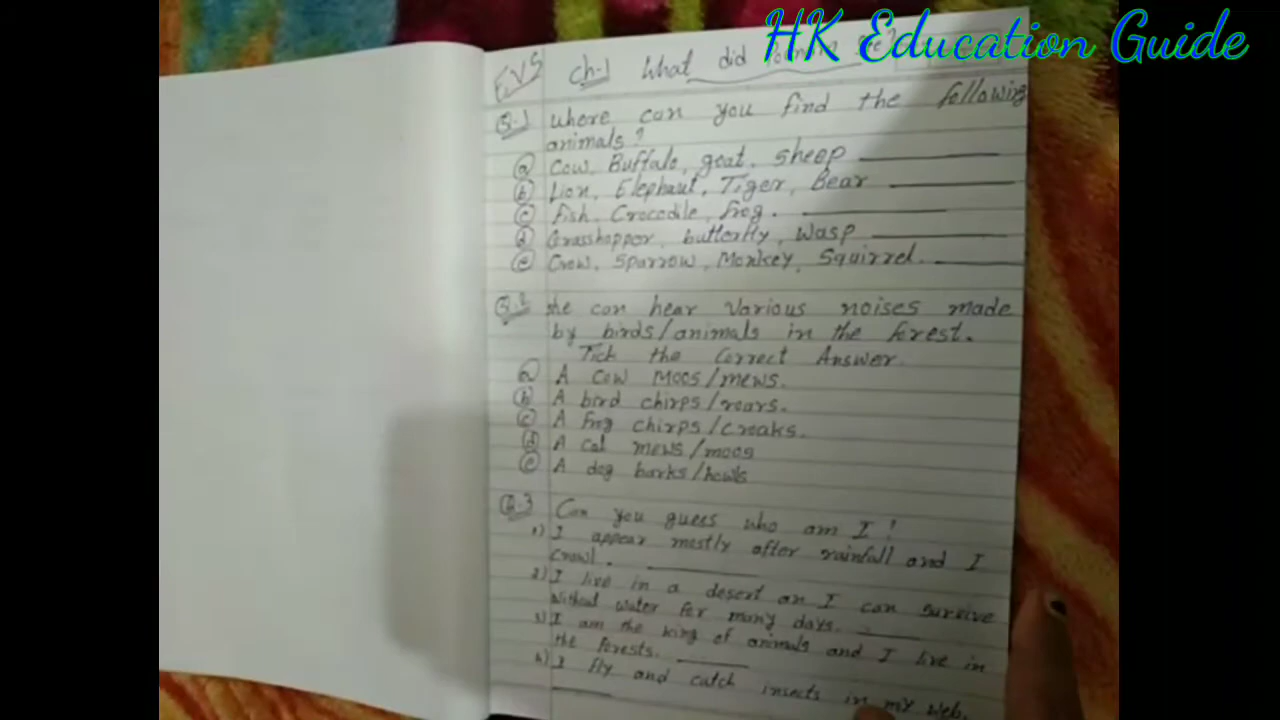 HK Education Guide
E.V.S Ch-1 What did see?
Q.1 Where can you find the following
animals?
(a) Cow, Buffalo, goat, sheep
(b) Lion, Elephant, Tiger, Bear
(c) Fish, Crocodile, frog.
(d) Grasshopper, butterfly, wasp
(e) Crow, Sparrow, Monkey, Squirrel.
Q.2 She can hear various noises made
by birds/animals in the forest.
Tick the Correct Answer.
(a) A cow moos/mews.
(b) A bird chirps/roars.
(c) A frog chirps/croaks.
(d) A cat mews/moos
(e) A dog barks/howls
Q.3 Can you guess who am I!
1) I appear mostly after rainfall and I
crawl.
2) I live in a desert an I can survive
without water for many days.
3) I am the king of animals and I live in
the forests.
4) I fly and catch insects in my web.